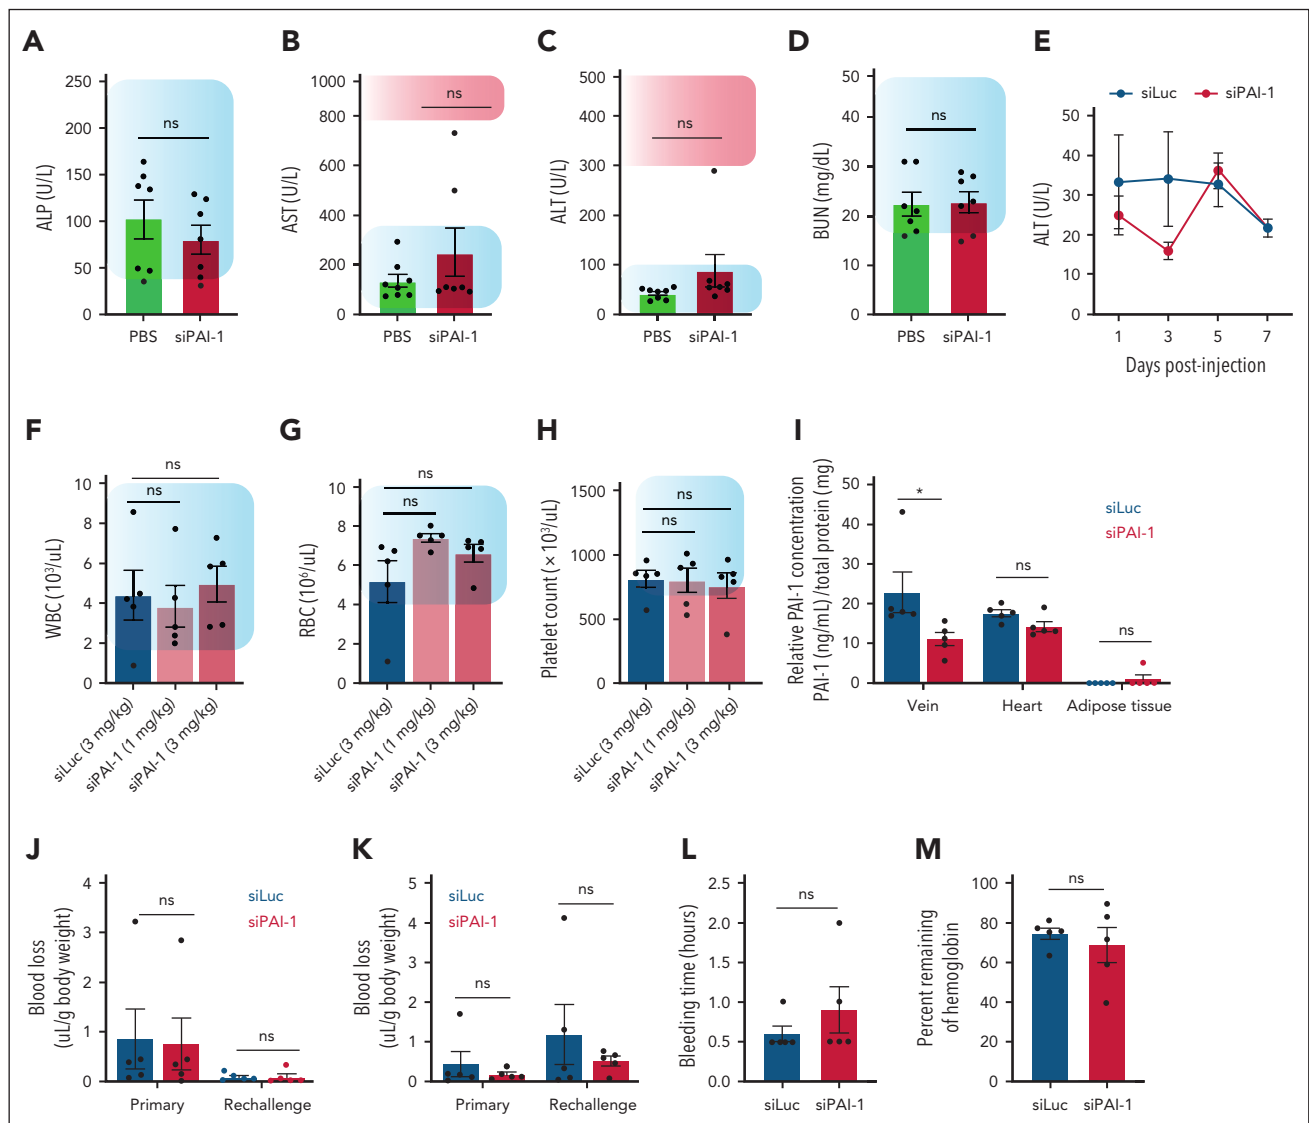 A
ALP (U/L)
250
200
150
100
50
0
ns
PBS
siPAI-1
B
AST (U/L)
1000
800
600
400
200
0
ns
PBS
siPAI-1
C
ALT (U/L)
500
400
300
200
100
0
ns
PBS
siPAI-1
D
BUN (mg/dL)
50
40
30
20
10
0
ns
PBS
siPAI-1
E
siLuc
siPAI-1
ALT (U/L)
50
40
30
20
10
0
1
3
5
7
Days post-injection
F
WBC (10³/uL)
10
8
6
4
2
0
ns
ns
siLuc (3 mg/kg)
siPAI-1 (1 mg/kg)
siPAI-1 (3 mg/kg)
G
RBC (10⁶/uL)
10
8
6
4
2
0
ns
ns
siLuc (3 mg/kg)
siPAI-1 (1 mg/kg)
siPAI-1 (3 mg/kg)
H
Platelet count (×10³/uL)
1500
1000
500
0
ns
ns
siLuc (3 mg/kg)
siPAI-1 (1 mg/kg)
siPAI-1 (3 mg/kg)
I
Relative PAI-1 concentration
PAI-1 (ng/mL)/total protein (mg)
50
40
30
20
10
0
*
ns
ns
siLuc
siPAI-1
Vein
Heart
Adipose tissue
J
Blood loss
(uL/g body weight)
4
3
2
1
0
ns
ns
siLuc
siPAI-1
Primary
Rechallenge
K
Blood loss
(uL/g body weight)
5
4
3
2
1
0
siLuc
siPAI-1
ns
ns
Primary
Rechallenge
L
Bleeding time (hours)
2.5
2.0
1.5
1.0
0.5
0.0
ns
siLuc
siPAI-1
M
Percent remaining
of hemoglobin
100
80
60
40
20
0
ns
siLuc
siPAI-1